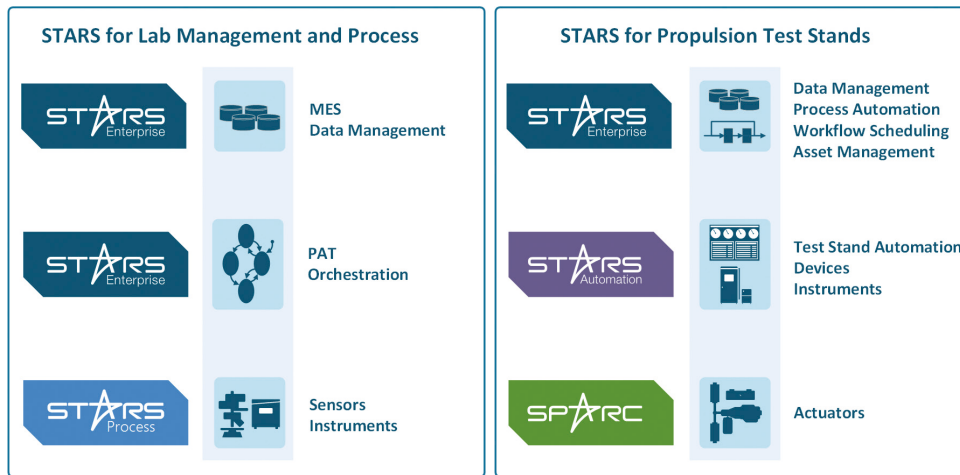 STARS for Lab Management and Process
STARS
Enterprise
MES
Data Management
STARS
Enterprise
PAT
Orchestration
STARS
Process
Sensors
Instruments
STARS for Propulsion Test Stands
STARS
Enterprise
Data Management
Process Automation
Workflow Scheduling
Asset Management
STARS
Automation
Test Stand Automation
Devices
Instruments
SPARC
Actuators